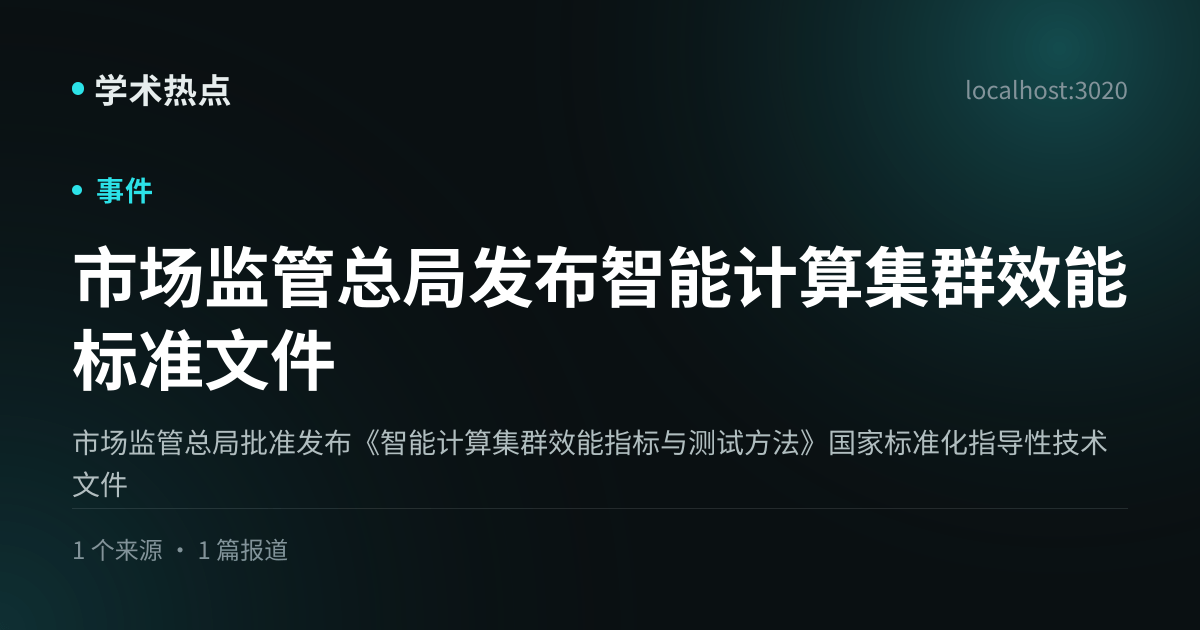 学术热点
localhost:3020
事件
市场监管总局发布智能计算集群效能
标准文件
市场监管总局批准发布《智能计算集群效能指标与测试方法》国家标准化指导性技术
文件
1 个来源 · 1 篇报道